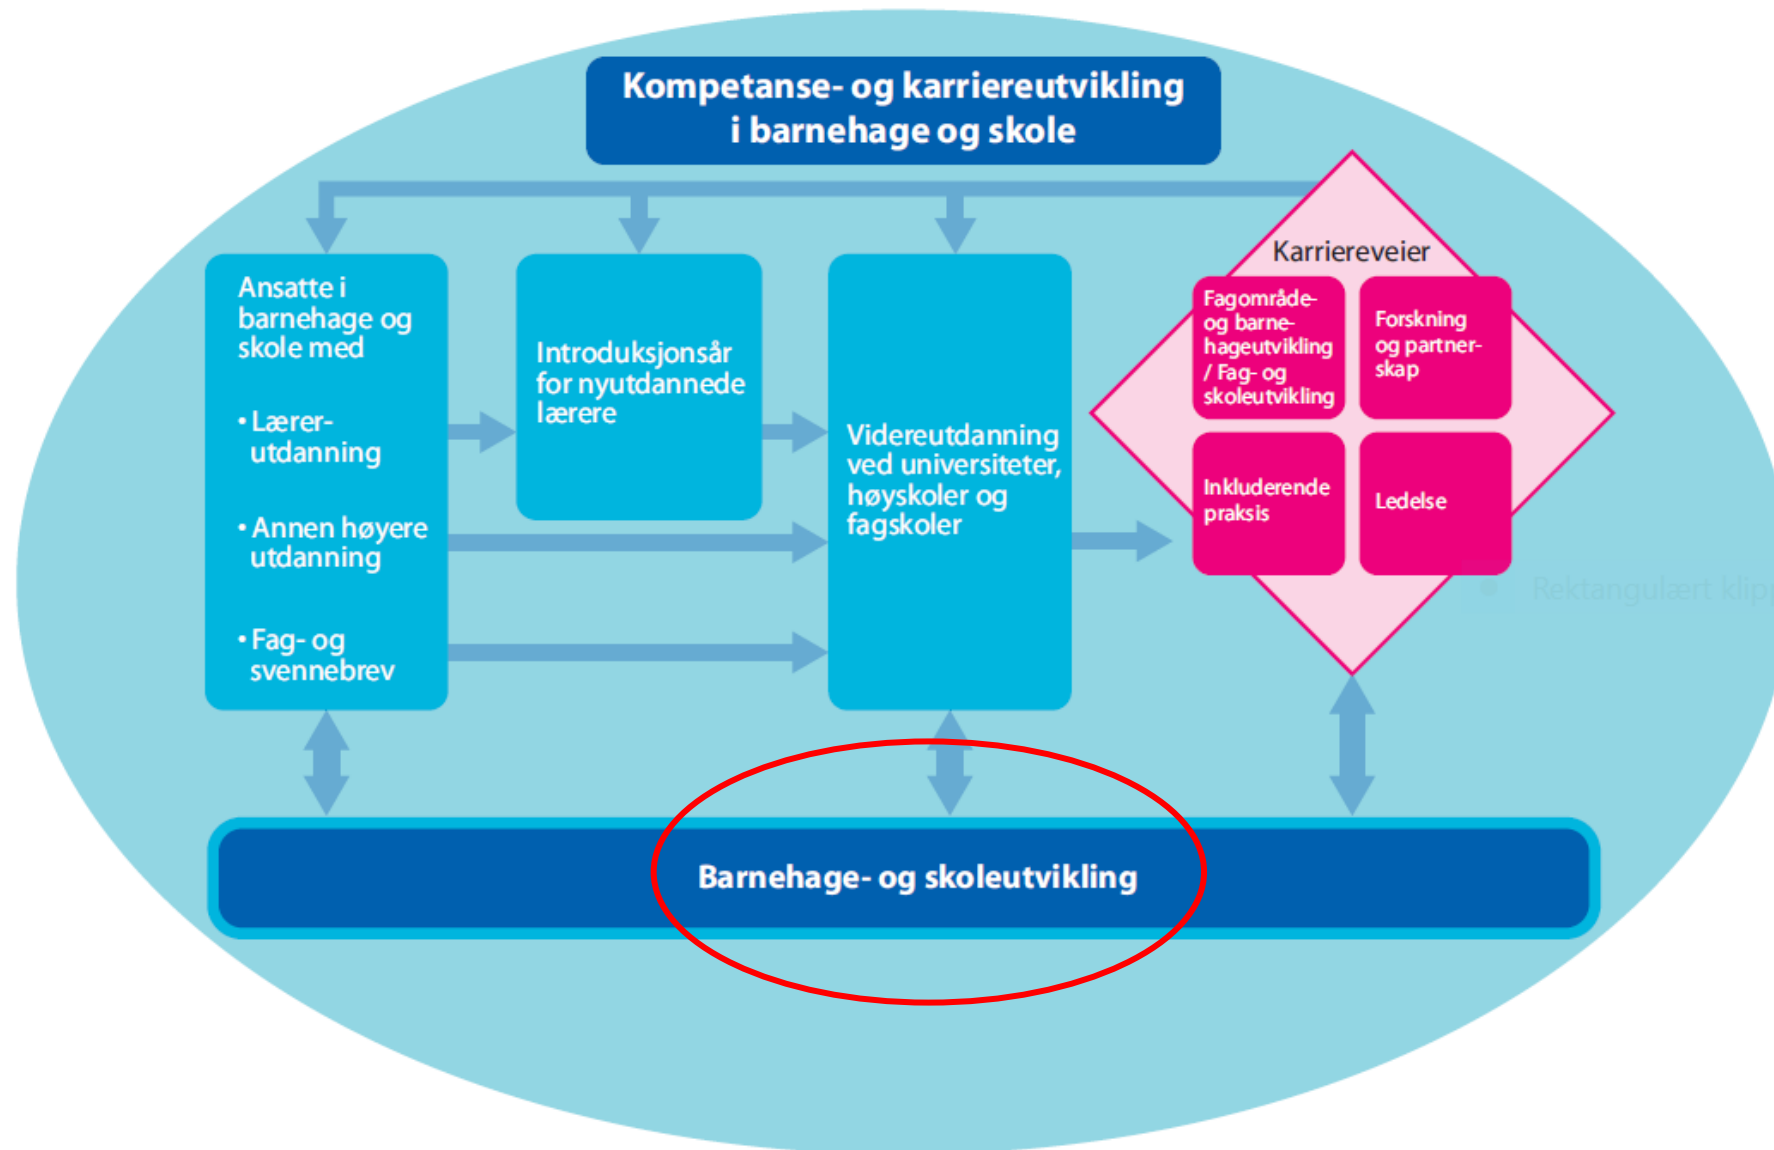 Kompetanse- og karriereutvikling
i barnehage og skole
Ansatte i
barnehage og
skole med
• Lærer-
utdanning
• Annen høyere
utdanning
• Fag- og
svennebrev
Introduksjonsår
for nyutdannede
lærere
Videreutdanning
ved universiteter,
høyskoler og
fagskoler
Karriereveier
Fagområde-
og barne-
hageutvikling
/ Fag- og
skoleutvikling
Forskning
og partner-
skap
Inkluderende
praksis
Ledelse
Rektangulært klipp
Barnehage- og skoleutvikling